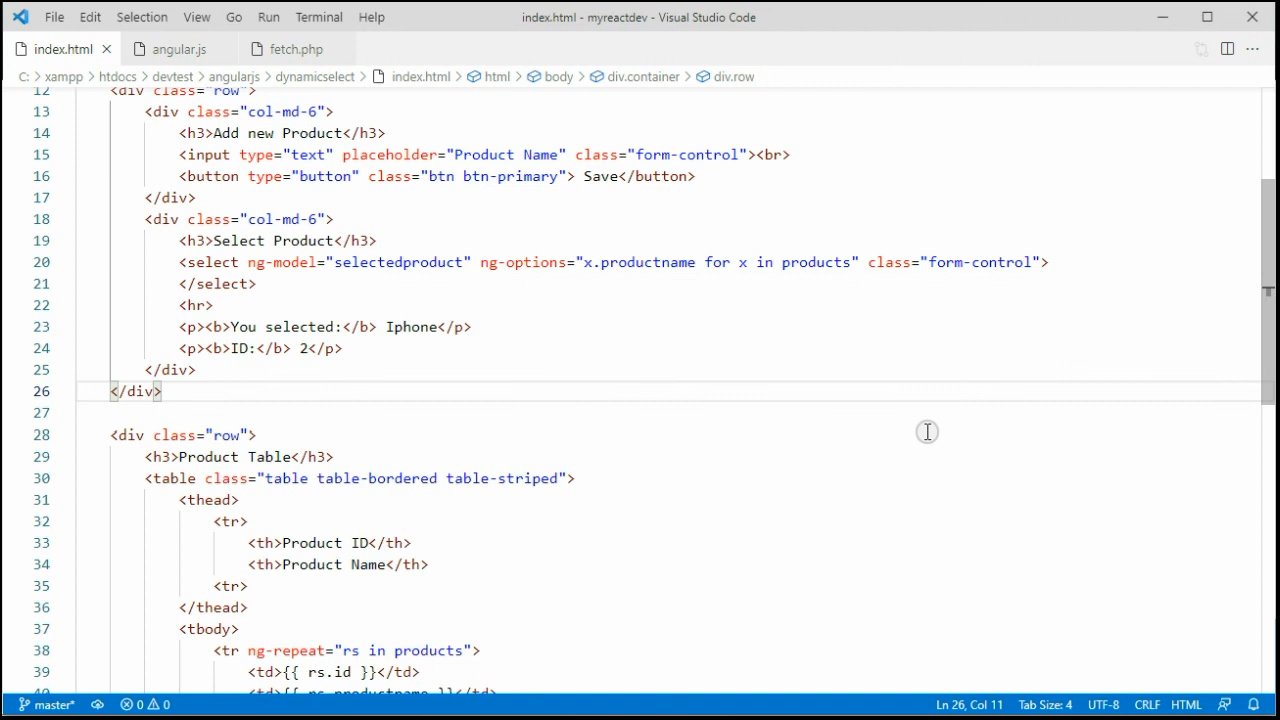 File Edit Selection View Go Run Terminal Help index.html - myreactdev - Visual Studio Code
index.html angular.js fetch.php
C: > xampp > htdocs > devtest > angularjs > dynamicselect > index.html > html > body > div.container > div.row
12 <div class="row">
13 <div class="col-md-6">
14 <h3>Add new Product</h3>
15 <input type="text" placeholder="Product Name" class="form-control"><br>
16 <button type="button" class="btn btn-primary"> Save</button>
17 </div>
18 <div class="col-md-6">
19 <h3>Select Product</h3>
20 <select ng-model="selectedproduct" ng-options="x.productname for x in products" class="form-control">
21 </select>
22 <hr>
23 <p><b>You selected:</b> Iphone</p>
24 <p><b>ID:</b> 2</p>
25 </div>
26 </div>
27
28 <div class="row">
29 <h3>Product Table</h3>
30 <table class="table table-bordered table-striped">
31 <thead>
32 <tr>
33 <th>Product ID</th>
34 <th>Product Name</th>
35 <tr>
36 </thead>
37 <tbody>
38 <tr ng-repeat="rs in products">
39 <td>{{ rs.id }}</td>
40 <td>{{ rs.productname }}</td>
master* 0 0 Ln 26, Col 11 Tab Size: 4 UTF-8 CRLF HTML